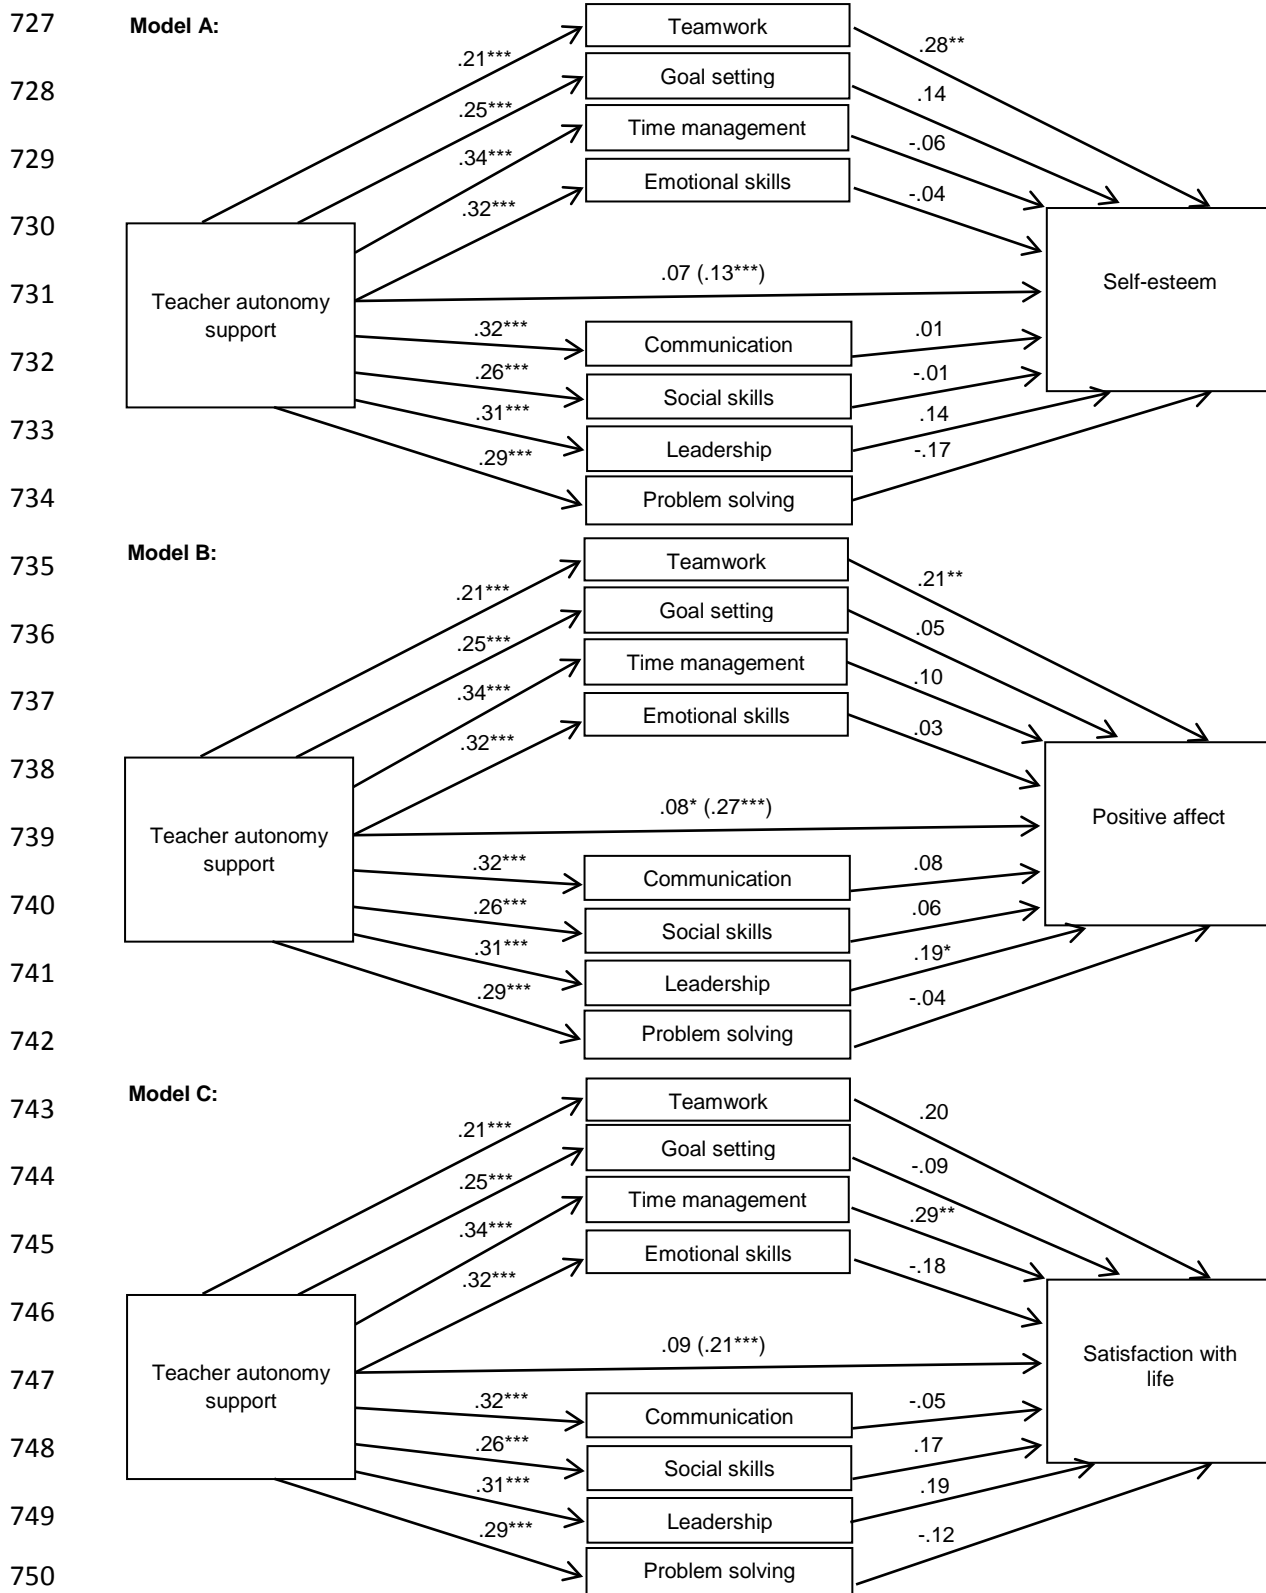 727
Model A:
Teamwork
.21***
.28**
728
Goal setting
.25***
.14
729
Time management
.34***
-.06
Emotional skills
.32***
-.04
730
731
Teacher autonomy
support
.07 (.13***)
Self-esteem
732
.32***
Communication
.01
.26***
Social skills
-.01
733
.31***
Leadership
.14
734
.29***
Problem solving
-.17
735
Model B:
Teamwork
.21***
.21**
736
Goal setting
.25***
.05
737
Time management
.34***
.10
Emotional skills
.32***
.03
738
739
Teacher autonomy
support
.08* (.27***)
Positive affect
740
.32***
Communication
.08
.26***
Social skills
.06
741
.31***
Leadership
.19*
742
.29***
Problem solving
-.04
743
Model C:
Teamwork
.21***
.20
744
Goal setting
.25***
-.09
745
Time management
.34***
.29**
Emotional skills
.32***
-.18
746
747
Teacher autonomy
support
.09 (.21***)
Satisfaction with
life
748
.32***
Communication
-.05
.26***
Social skills
.17
749
.31***
Leadership
.19
750
.29***
Problem solving
-.12